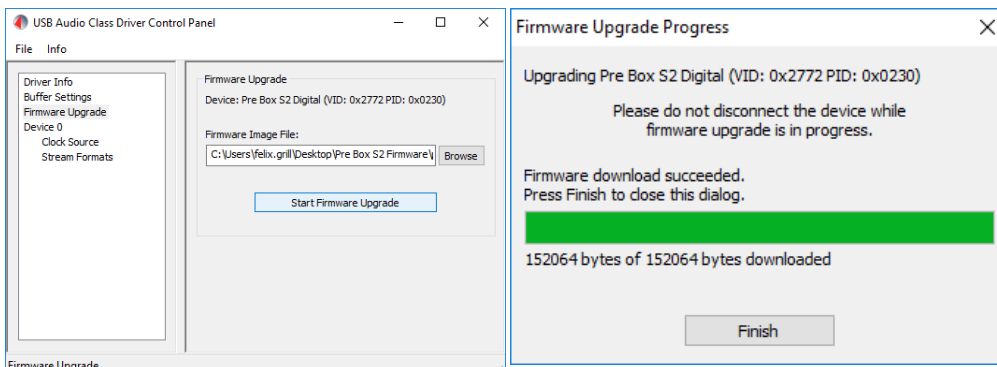 USB Audio Class Driver Control Panel
File Info
Driver Info
Buffer Settings
Firmware Upgrade
Device 0
Clock Source
Stream Formats
Firmware Upgrade
Device: Pre Box S2 Digital (VID: 0x2772 PID: 0x0230)
Firmware Image File:
C:\Users\felix.grill\Desktop\Pre Box S2 Firmware\
Browse
Start Firmware Upgrade
Firmware Upgrade
Firmware Upgrade Progress
Upgrading Pre Box S2 Digital (VID: 0x2772 PID: 0x0230)
Please do not disconnect the device while
firmware upgrade is in progress.
Firmware download succeeded.
Press Finish to close this dialog.
152064 bytes of 152064 bytes downloaded
Finish